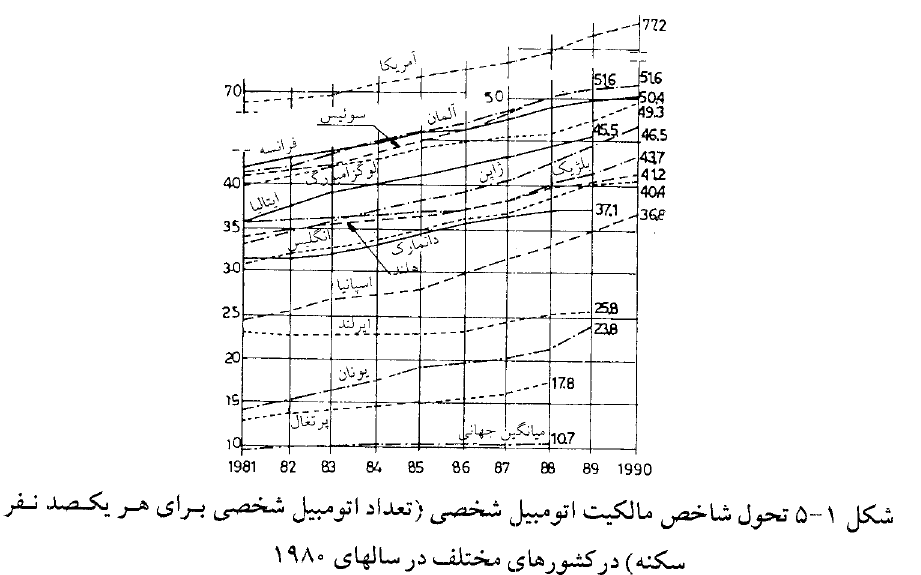 77.2
70
آمریکا
50
51.6
51.6
50.4
49.3
سوئیس
آلمان
فرانسه
45.5
46.5
لوگزامبورگ
40
ژاپن
بلژیک
43.7
41.2
40.4
ایتالیا
35
انگلیس
دانمارک
هلند
37.1
36.8
30
اسپانیا
25
ایرلند
25.8
23.8
20
یونان
17.8
15
پرتغال
میانگین جهانی
10.7
10
1981 82 83 84 85 86 87 88 89 1990
شکل ۱-۵ تحول شاخص مالکیت اتومبیل شخصی (تعداد اتومبیل شخصی برای هر یکصد نفر
سکنه) در کشورهای مختلف در سالهای ۱۹۸۰